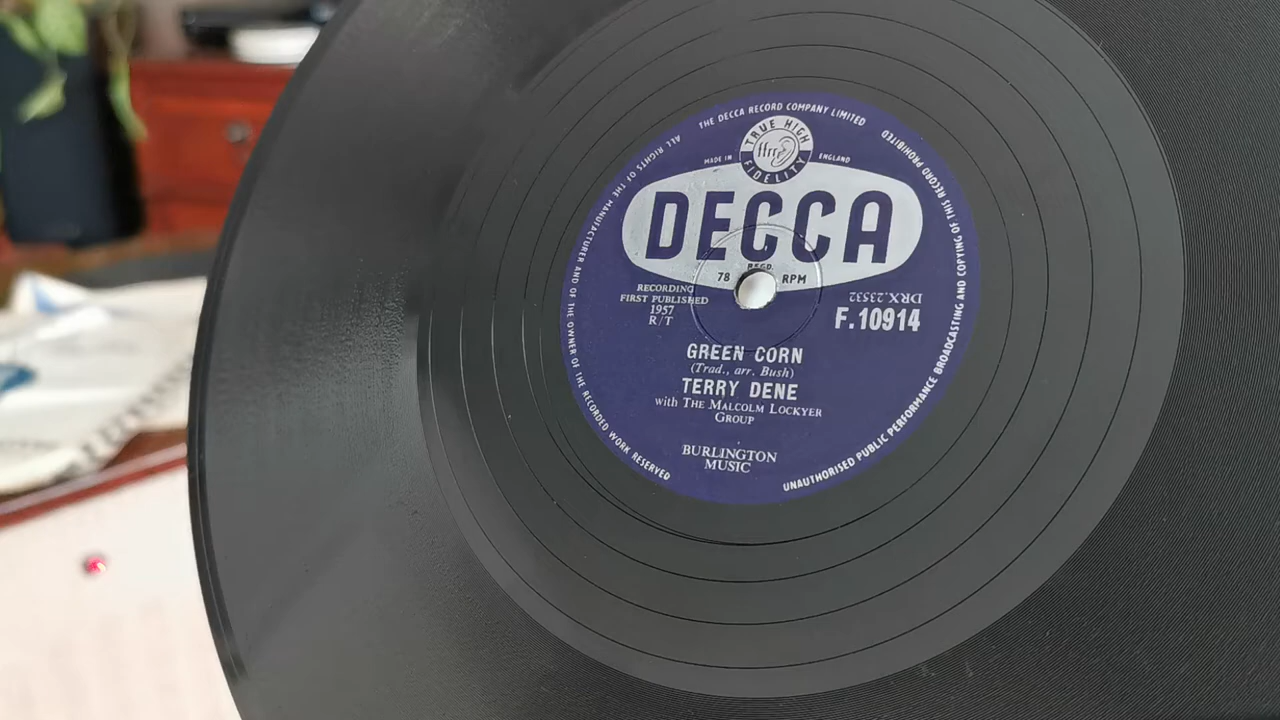 THE DECCA RECORD COMPANY LIMITED
ALL RIGHTS OF THE MANUFACTURER AND OF THE OWNER OF THE RECORDED WORK RESERVED
UNAUTHORISED PUBLIC PERFORMANCE BROADCASTING AND COPYING OF THIS RECORD PROHIBITED
TRUE HIGH
ffrr
FIDELITY
MADE IN ENGLAND
DECCA
REGD.
78 RPM
RECORDING
FIRST PUBLISHED
1957
R/T
DRX.23532
F.10914
GREEN CORN
(Trad., arr. Bush)
TERRY DENE
with THE MALCOLM LOCKYER
GROUP
BURLINGTON
MUSIC